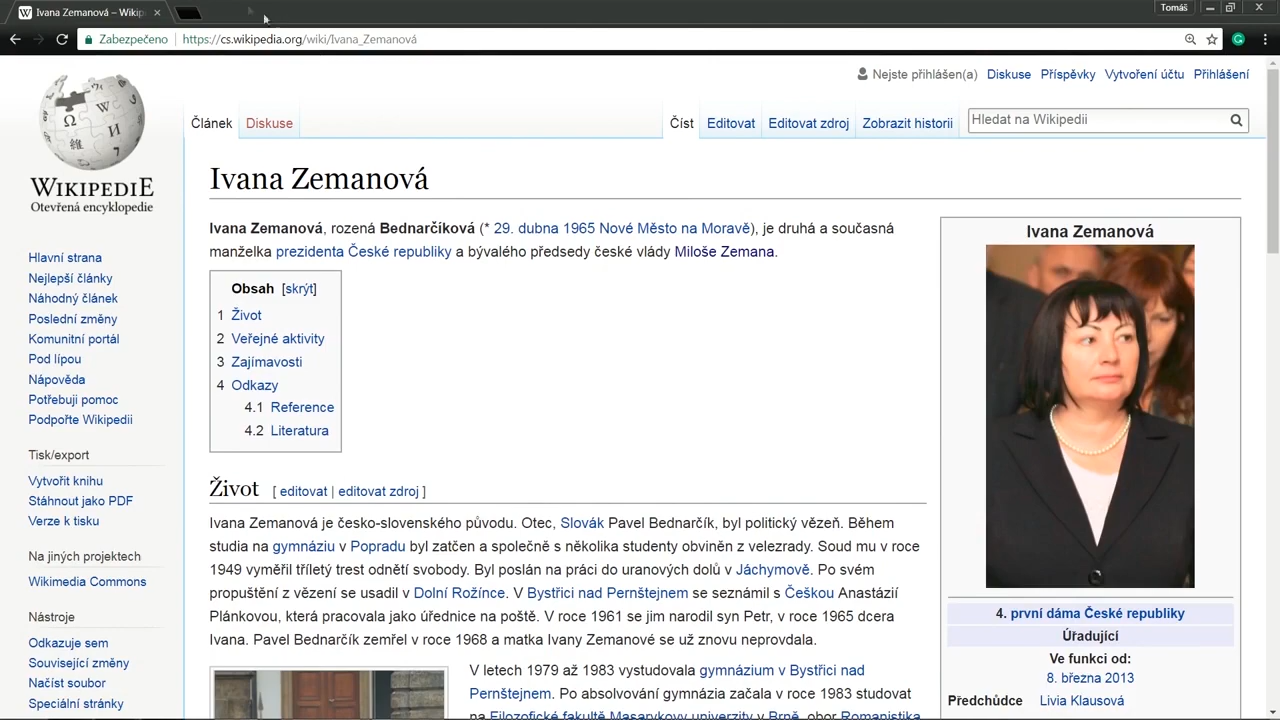 Ivana Zemanová – Wikip
Tomáš
Zabezpečeno
https://cs.wikipedia.org/wiki/Ivana_Zemanová
Nejste přihlášen(a) Diskuse Příspěvky Vytvoření účtu Přihlášení
Článek Diskuse Číst Editovat Editovat zdroj Zobrazit historii Hledat na Wikipedii
WIKIPEDIE
Otevřená encyklopedie
Hlavní strana
Nejlepší články
Náhodný článek
Poslední změny
Komunitní portál
Pod lípou
Nápověda
Potřebuji pomoc
Podpořte Wikipedii
Tisk/export
Vytvořit knihu
Stáhnout jako PDF
Verze k tisku
Na jiných projektech
Wikimedia Commons
Nástroje
Odkazuje sem
Související změny
Načíst soubor
Speciální stránky
Ivana Zemanová
Ivana Zemanová, rozená Bednarčíková (* 29. dubna 1965 Nové Město na Moravě), je druhá a současná
manželka prezidenta České republiky a bývalého předsedy české vlády Miloše Zemana.
Obsah [skrýt]
1 Život
2 Veřejné aktivity
3 Zajímavosti
4 Odkazy
4.1 Reference
4.2 Literatura
Život [ editovat | editovat zdroj ]
Ivana Zemanová je česko-slovenského původu. Otec, Slovák Pavel Bednarčík, byl politický vězeň. Během
studia na gymnáziu v Popradu byl zatčen a společně s několika studenty obviněn z velezrady. Soud mu v roce
1949 vyměřil tříletý trest odnětí svobody. Byl poslán na práci do uranových dolů v Jáchymově. Po svém
propuštění z vězení se usadil v Dolní Rožínce. V Bystřici nad Pernštejnem se seznámil s Češkou Anastázií
Plánkovou, která pracovala jako úřednice na poště. V roce 1961 se jim narodil syn Petr, v roce 1965 dcera
Ivana. Pavel Bednarčík zemřel v roce 1968 a matka Ivany Zemanové se už znovu neprovdala.
V letech 1979 až 1983 vystudovala gymnázium v Bystřici nad
Pernštejnem. Po absolvování gymnázia začala v roce 1983 studovat
na Filozofické fakultě Masarykovy univerzity v Brně, obor Romanistika
Ivana Zemanová
4. první dáma České republiky
Úřadující
Ve funkci od:
8. března 2013
Předchůdce Livia Klausová